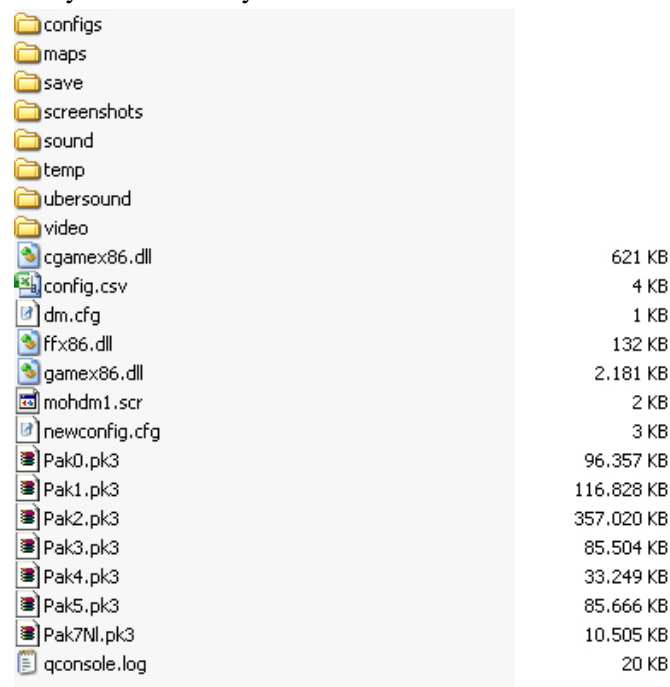 configs
maps
save
screenshots
sound
temp
ubersound
video
cgamex86.dll 621 KB
config.csv 4 KB
dm.cfg 1 KB
ffx86.dll 132 KB
gamex86.dll 2.181 KB
mohdm1.scr 2 KB
newconfig.cfg 3 KB
Pak0.pk3 96.357 KB
Pak1.pk3 116.828 KB
Pak2.pk3 357.020 KB
Pak3.pk3 85.504 KB
Pak4.pk3 33.249 KB
Pak5.pk3 85.666 KB
Pak7Nl.pk3 10.505 KB
qconsole.log 20 KB